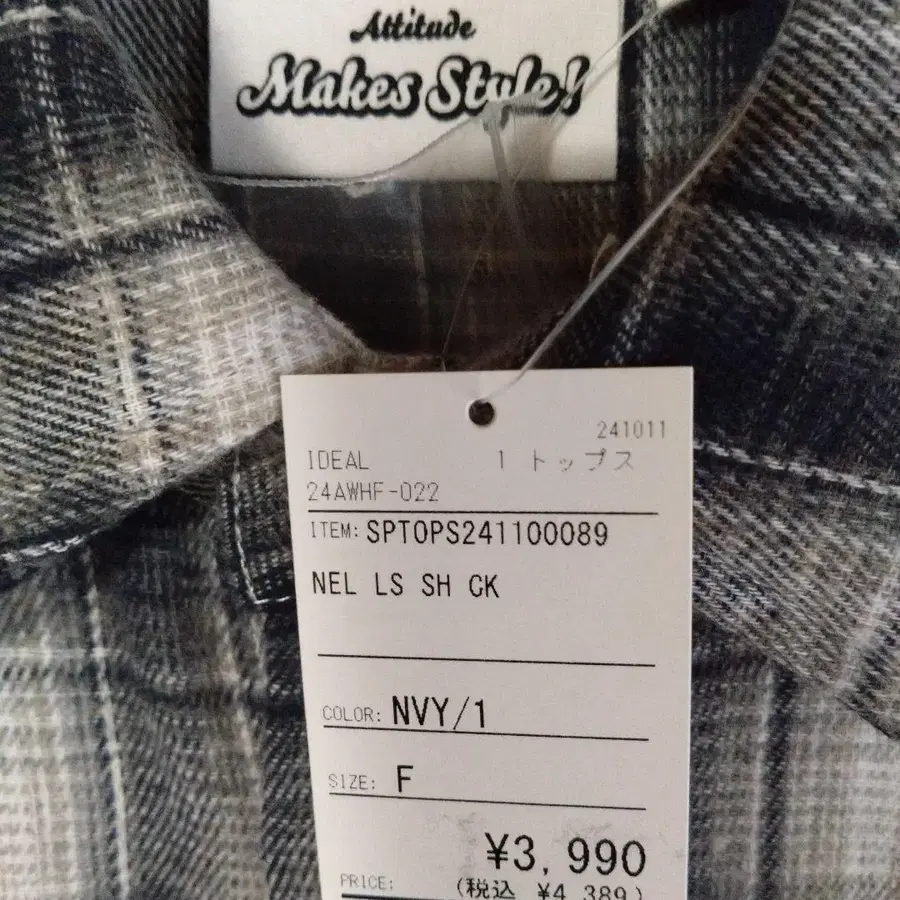 Attitude
Makes Style!
241011
IDEAL 1 トップス
24AWHF-022
ITEM: SPTOPS241100089
NEL LS SH CK
COLOR: NVY/1
SIZE: F
¥3,990
PRICE: (税込 ¥4,389)